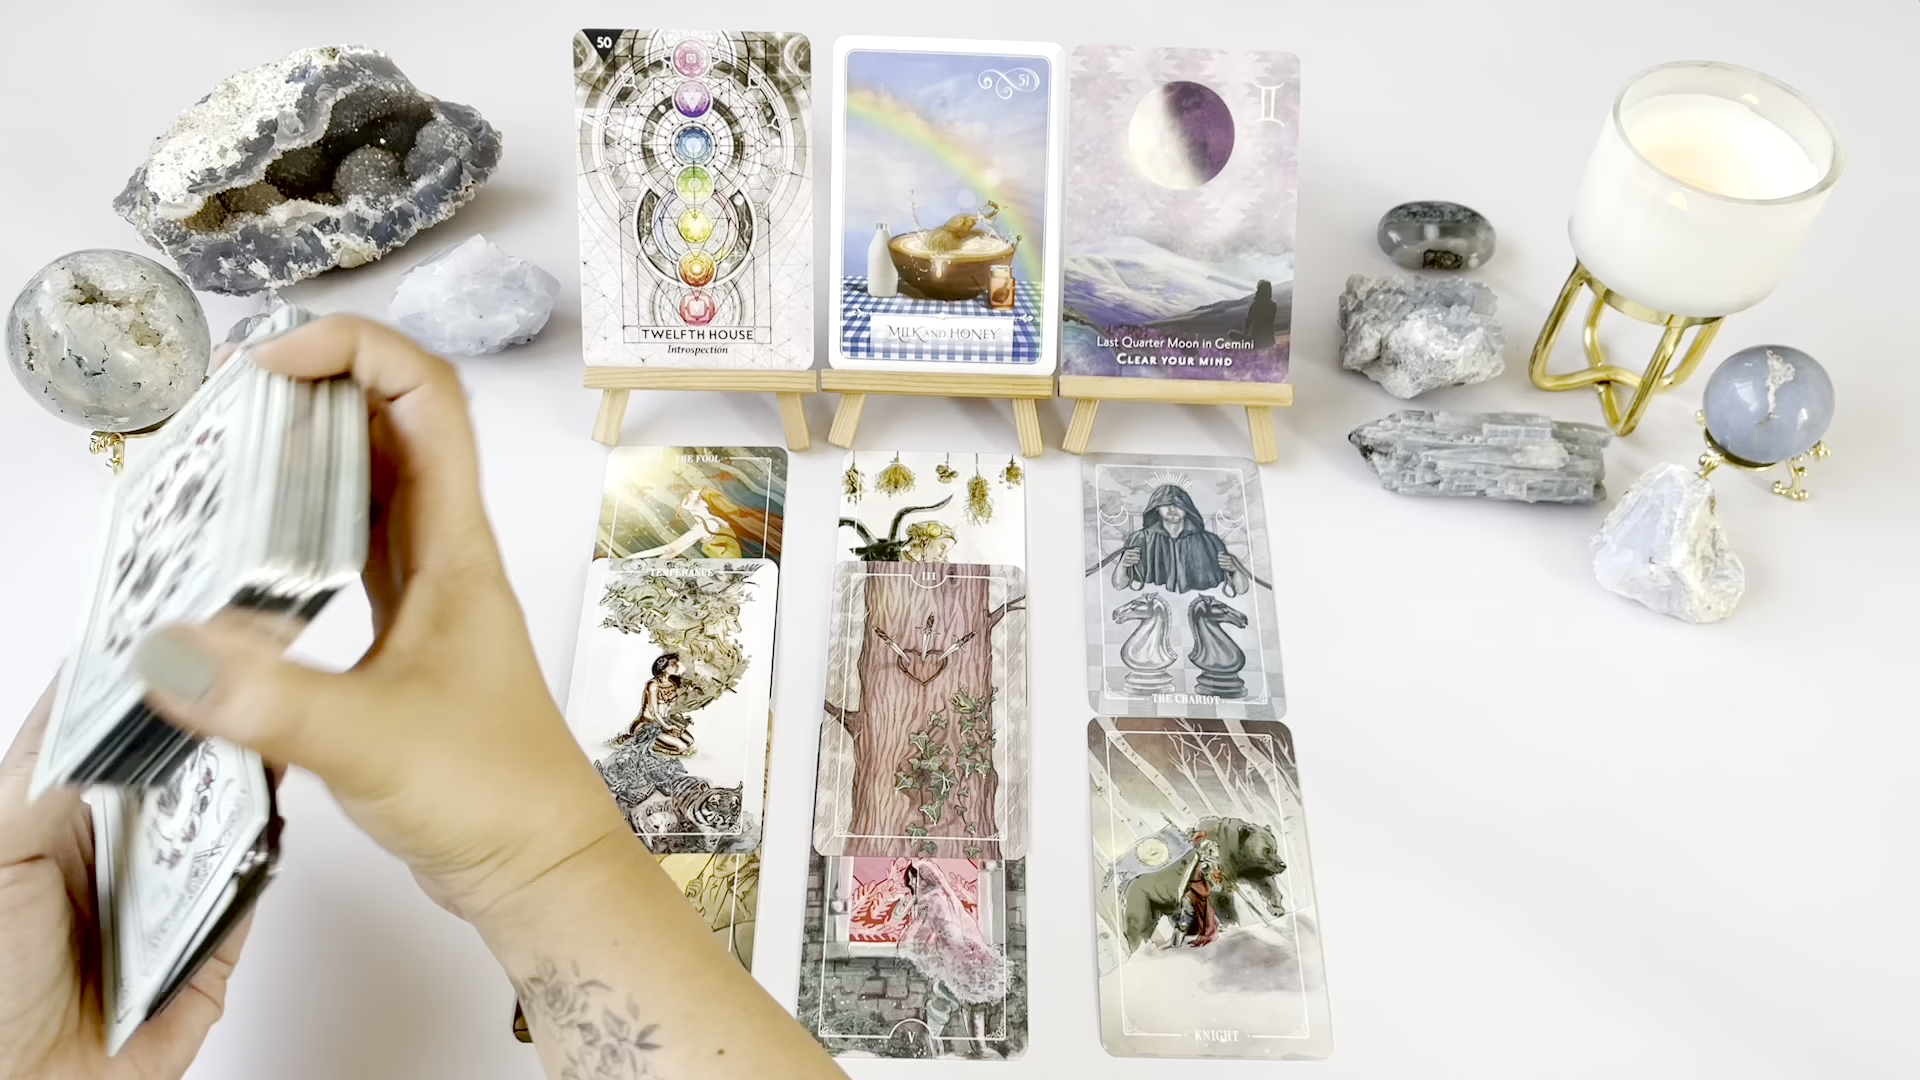 50
TWELFTH HOUSE
Introspection
51
MILK AND HONEY
Last Quarter Moon in Gemini
CLEAR YOUR MIND
THE FOOL
TEMPERANCE
III
V
THE CHARIOT
KNIGHT